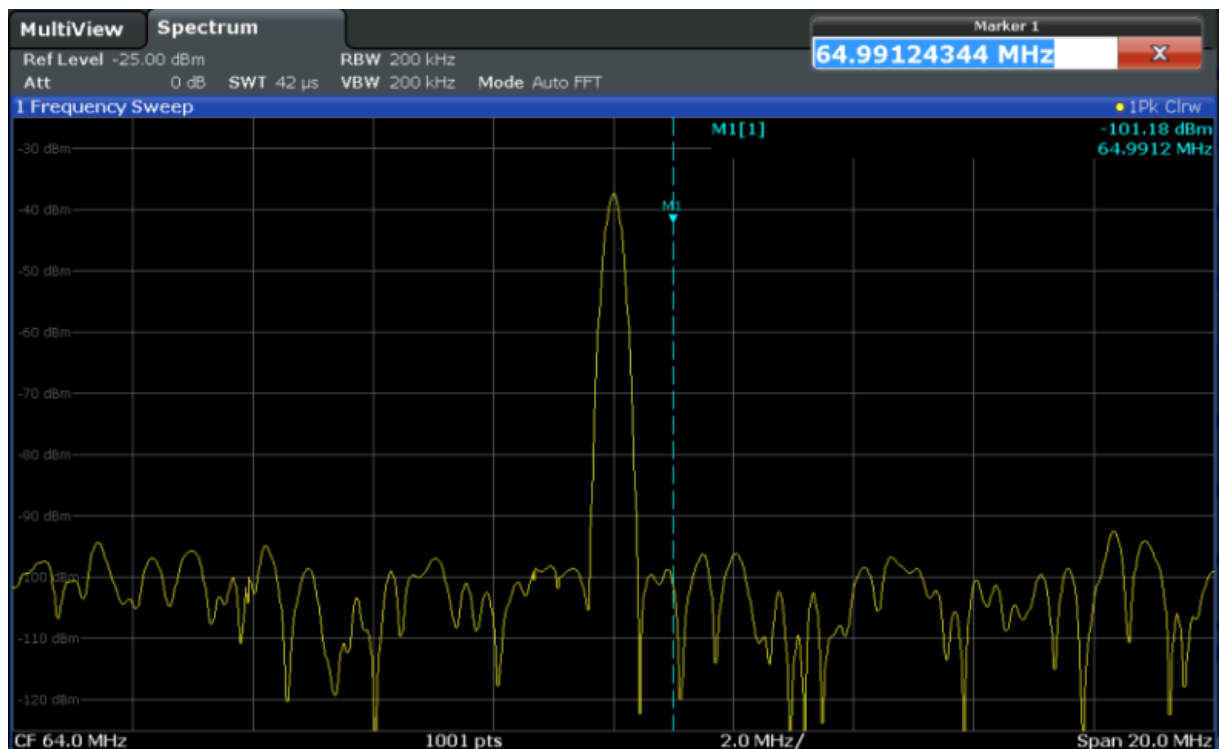 MultiView Spectrum
Marker 1
64.99124344 MHz X
Ref Level -25.00 dBm RBW 200 kHz
Att 0 dB SWT 42 µs VBW 200 kHz Mode Auto FFT
1 Frequency Sweep 1Pk Clrw
M1[1] -101.18 dBm
64.9912 MHz
-30 dBm
M1
-40 dBm
-50 dBm
-60 dBm
-70 dBm
-80 dBm
-90 dBm
-100 dBm
-110 dBm
-120 dBm
CF 64.0 MHz 1001 pts 2.0 MHz/ Span 20.0 MHz